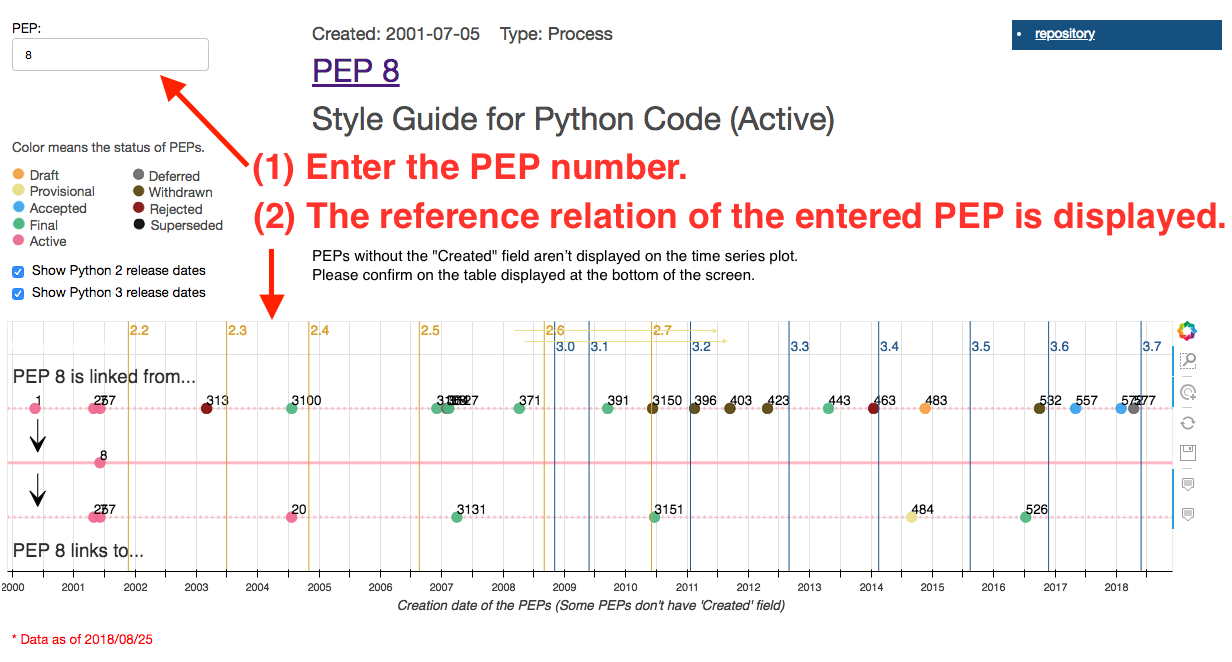 PEP:
8
Created: 2001-07-05 Type: Process
PEP 8
Style Guide for Python Code (Active)
• repository
(1) Enter the PEP number.
(2) The reference relation of the entered PEP is displayed.
Color means the status of PEPs.
Draft
Provisional
Accepted
Final
Active
Deferred
Withdrawn
Rejected
Superseded
Show Python 2 release dates
Show Python 3 release dates
PEPs without the "Created" field aren't displayed on the time series plot.
Please confirm on the table displayed at the bottom of the screen.
2.2 2.3 2.4 2.5 2.6 2.7
3.0 3.1 3.2 3.3 3.4 3.5 3.6 3.7
PEP 8 is linked from...
1 313 3100 371 391 3150 396 403 423 443 463 483 532 557
8
20 3131 3151 484 526
PEP 8 links to...
2000 2001 2002 2003 2004 2005 2006 2007 2008 2009 2010 2011 2012 2013 2014 2015 2016 2017 2018
Creation date of the PEPs (Some PEPs don't have 'Created' field)
* Data as of 2018/08/25